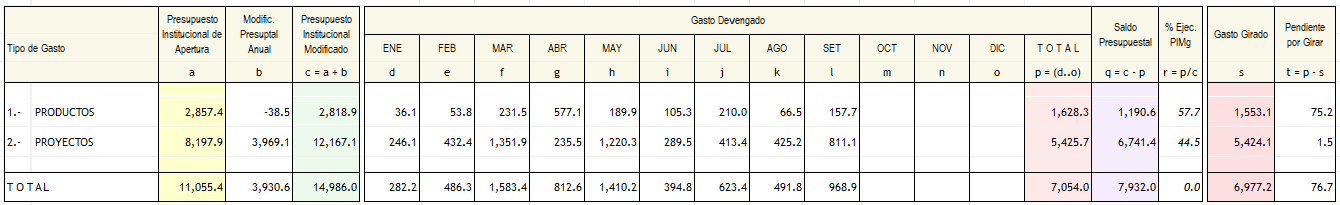 Tipo de Gasto
Presupuesto Institucional de Apertura
a
Modific. Presuptal Anual
b
Presupuesto Institucional Modificado
c = a + b
Gasto Devengado
ENE FEB MAR ABR MAY JUN JUL AGO SET OCT NOV DIC T O T A L
d e f g h i j k l m n o p = (d..o)
Saldo Presupuestal
q = c - p
% Ejec. PIMg
r = p/c
Gasto Girado
s
Pendiente por Girar
t = p - s
1.- PRODUCTOS 2,857.4 -38.5 2,818.9 36.1 53.8 231.5 577.1 189.9 105.3 210.0 66.5 157.7 1,628.3 1,190.6 57.7 1,553.1 75.2
2.- PROYECTOS 8,197.9 3,969.1 12,167.1 246.1 432.4 1,351.9 235.5 1,220.3 289.5 413.4 425.2 811.1 5,425.7 6,741.4 44.5 5,424.1 1.5
T O T A L 11,055.4 3,930.6 14,986.0 282.2 486.3 1,583.4 812.6 1,410.2 394.8 623.4 491.8 968.9 7,054.0 7,932.0 0.0 6,977.2 76.7